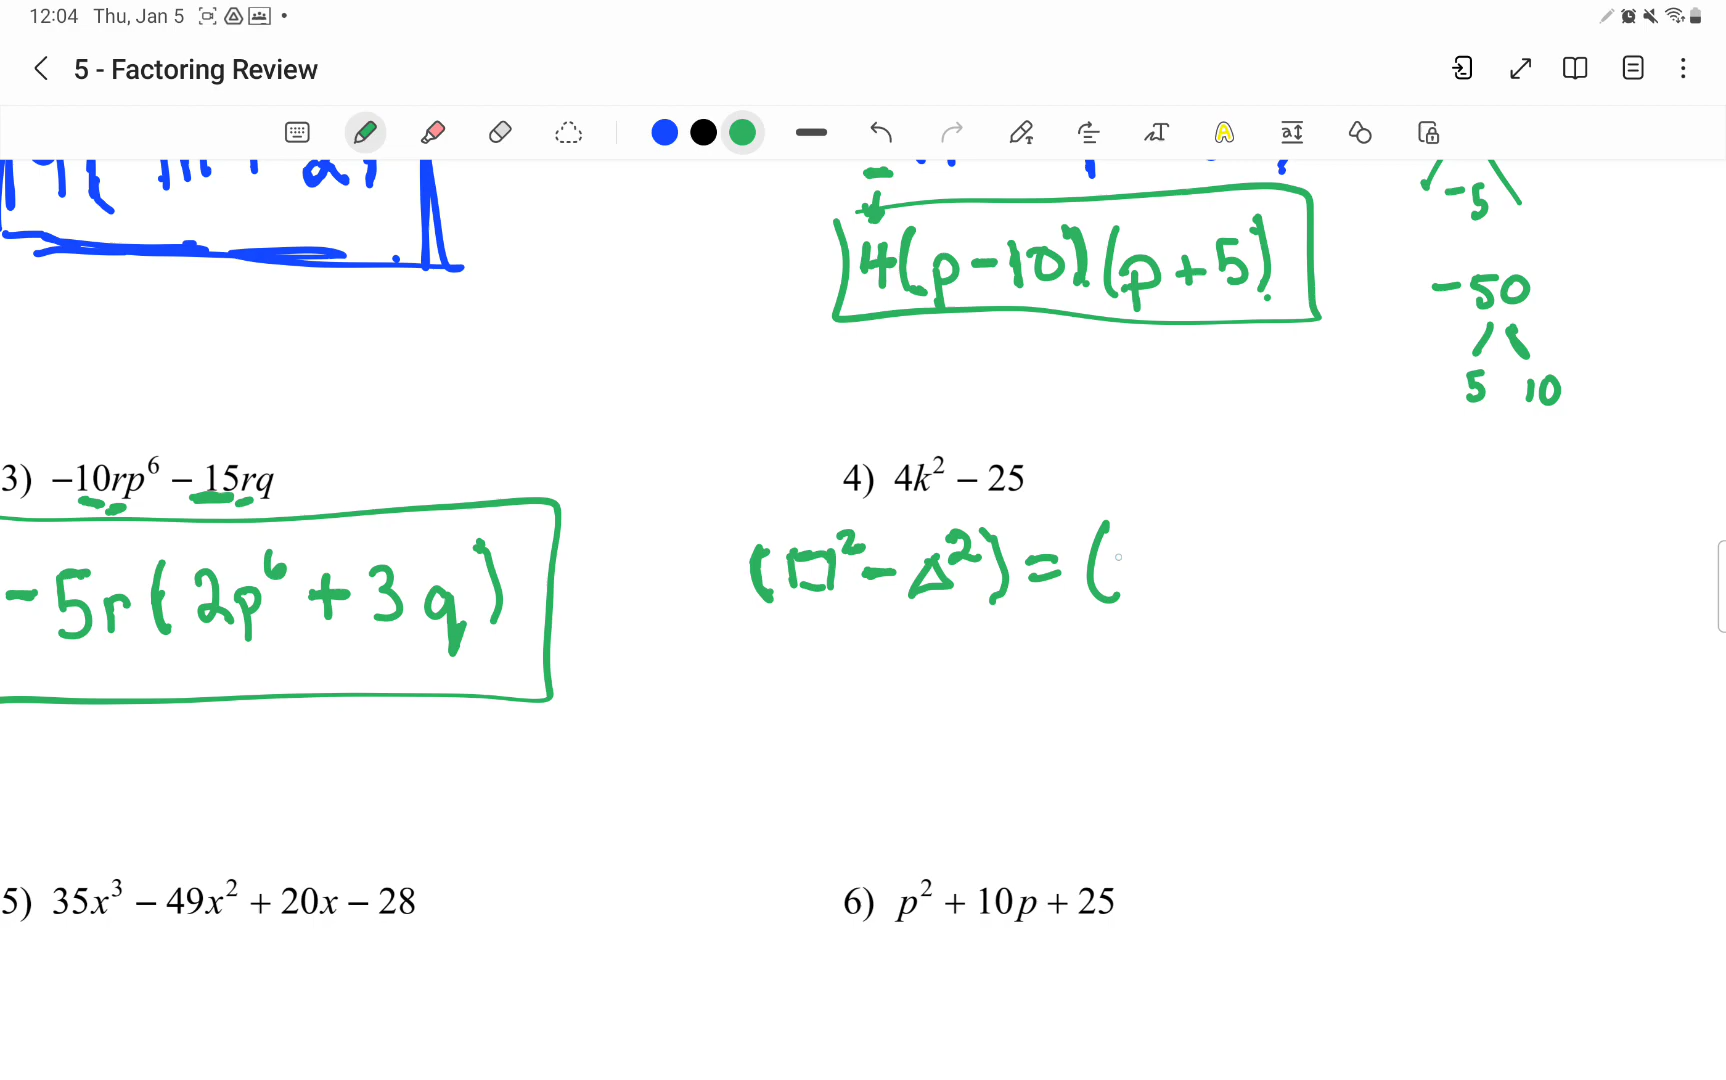 12:04 Thu, Jan 5
5 - Factoring Review
4(p-10)(p+5)
-5
-50
5 10
3) −10rp⁶ − 15rq
-5r(2p⁶+3q)
4) 4k² − 25
(□²-△²)=(
5) 35x³ − 49x² + 20x − 28
6) p² + 10p + 25